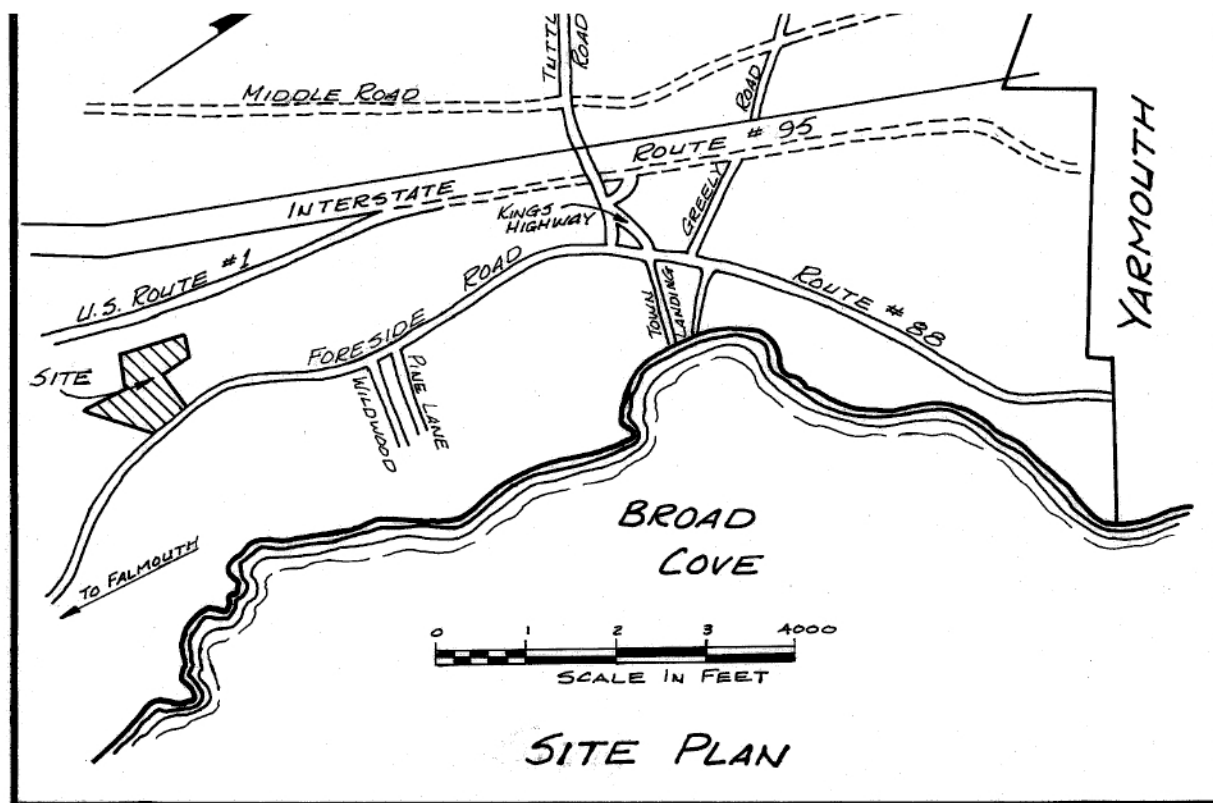 TUTTL
ROAD
MIDDLE ROAD
ROAD
GREELY
INTERSTATE
ROUTE # 95
KINGS
HIGHWAY
YARMOUTH
U.S. ROUTE #1
FORESIDE
ROAD
ROUTE # 88
TOWN
LANDING
SITE
WILDWOOD
PINE LANE
TO FALMOUTH
BROAD
COVE
0 1 2 3 4000
SCALE IN FEET
SITE PLAN